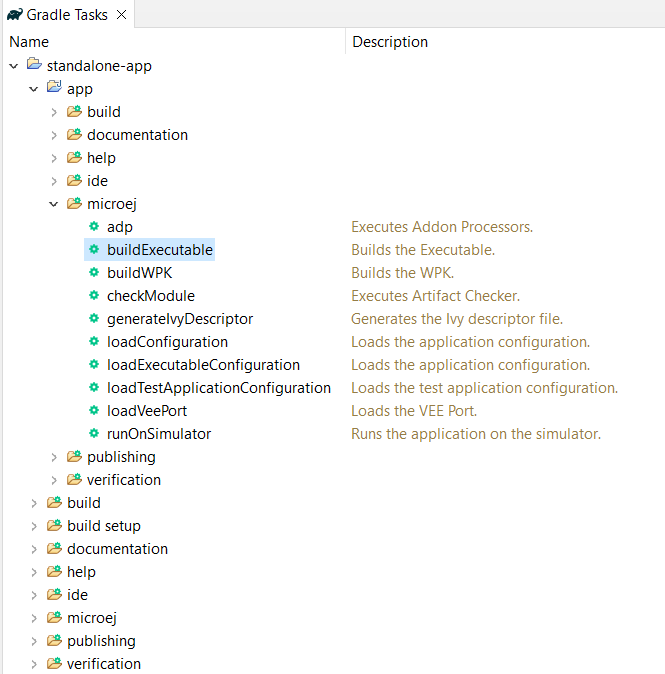 Gradle Tasks
Name Description
standalone-app
app
build
documentation
help
ide
microej
adp Executes Addon Processors.
buildExecutable Builds the Executable.
buildWPK Builds the WPK.
checkModule Executes Artifact Checker.
generateIvyDescriptor Generates the Ivy descriptor file.
loadConfiguration Loads the application configuration.
loadExecutableConfiguration Loads the application configuration.
loadTestApplicationConfiguration Loads the test application configuration.
loadVeePort Loads the VEE Port.
runOnSimulator Runs the application on the simulator.
publishing
verification
build
build setup
documentation
help
ide
microej
publishing
verification